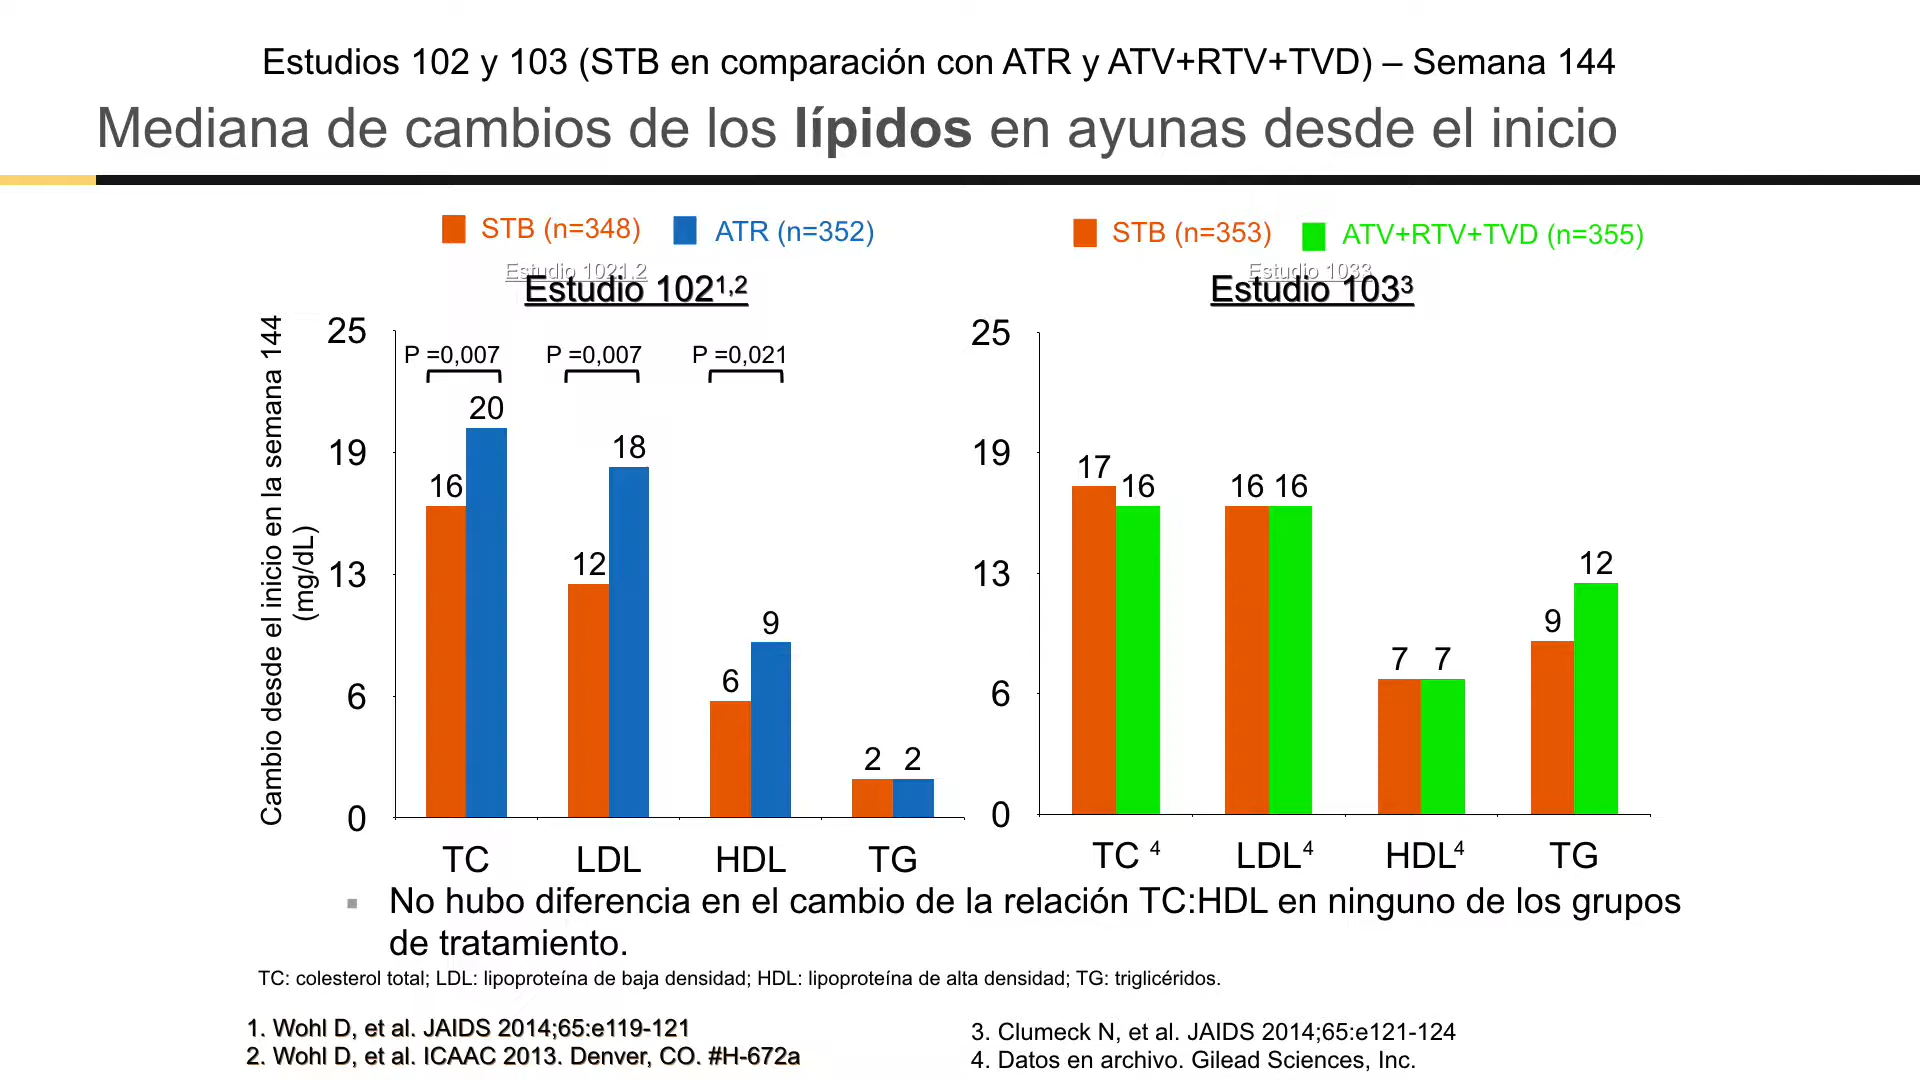 Estudios 102 y 103 (STB en comparación con ATR y ATV+RTV+TVD) – Semana 144
Mediana de cambios de los lípidos en ayunas desde el inicio
STB (n=348) ATR (n=352)
Estudio 1021,2
Estudio 102¹,²
Cambio desde el inicio en la semana 144
(mg/dL)
25
19
13
6
0
P =0,007 P =0,007 P =0,021
16 20
12 18
6 9
2 2
TC LDL HDL TG
STB (n=353) ATV+RTV+TVD (n=355)
Estudio 1033
Estudio 103³
25
19
13
6
0
17 16
16 16
7 7
9 12
TC ⁴ LDL⁴ HDL⁴ TG
▪ No hubo diferencia en el cambio de la relación TC:HDL en ninguno de los grupos
de tratamiento.
TC: colesterol total; LDL: lipoproteína de baja densidad; HDL: lipoproteína de alta densidad; TG: triglicéridos.
1. Wohl D, et al. JAIDS 2014;65:e119-121
2. Wohl D, et al. ICAAC 2013. Denver, CO. #H-672a
3. Clumeck N, et al. JAIDS 2014;65:e121-124
4. Datos en archivo. Gilead Sciences, Inc.